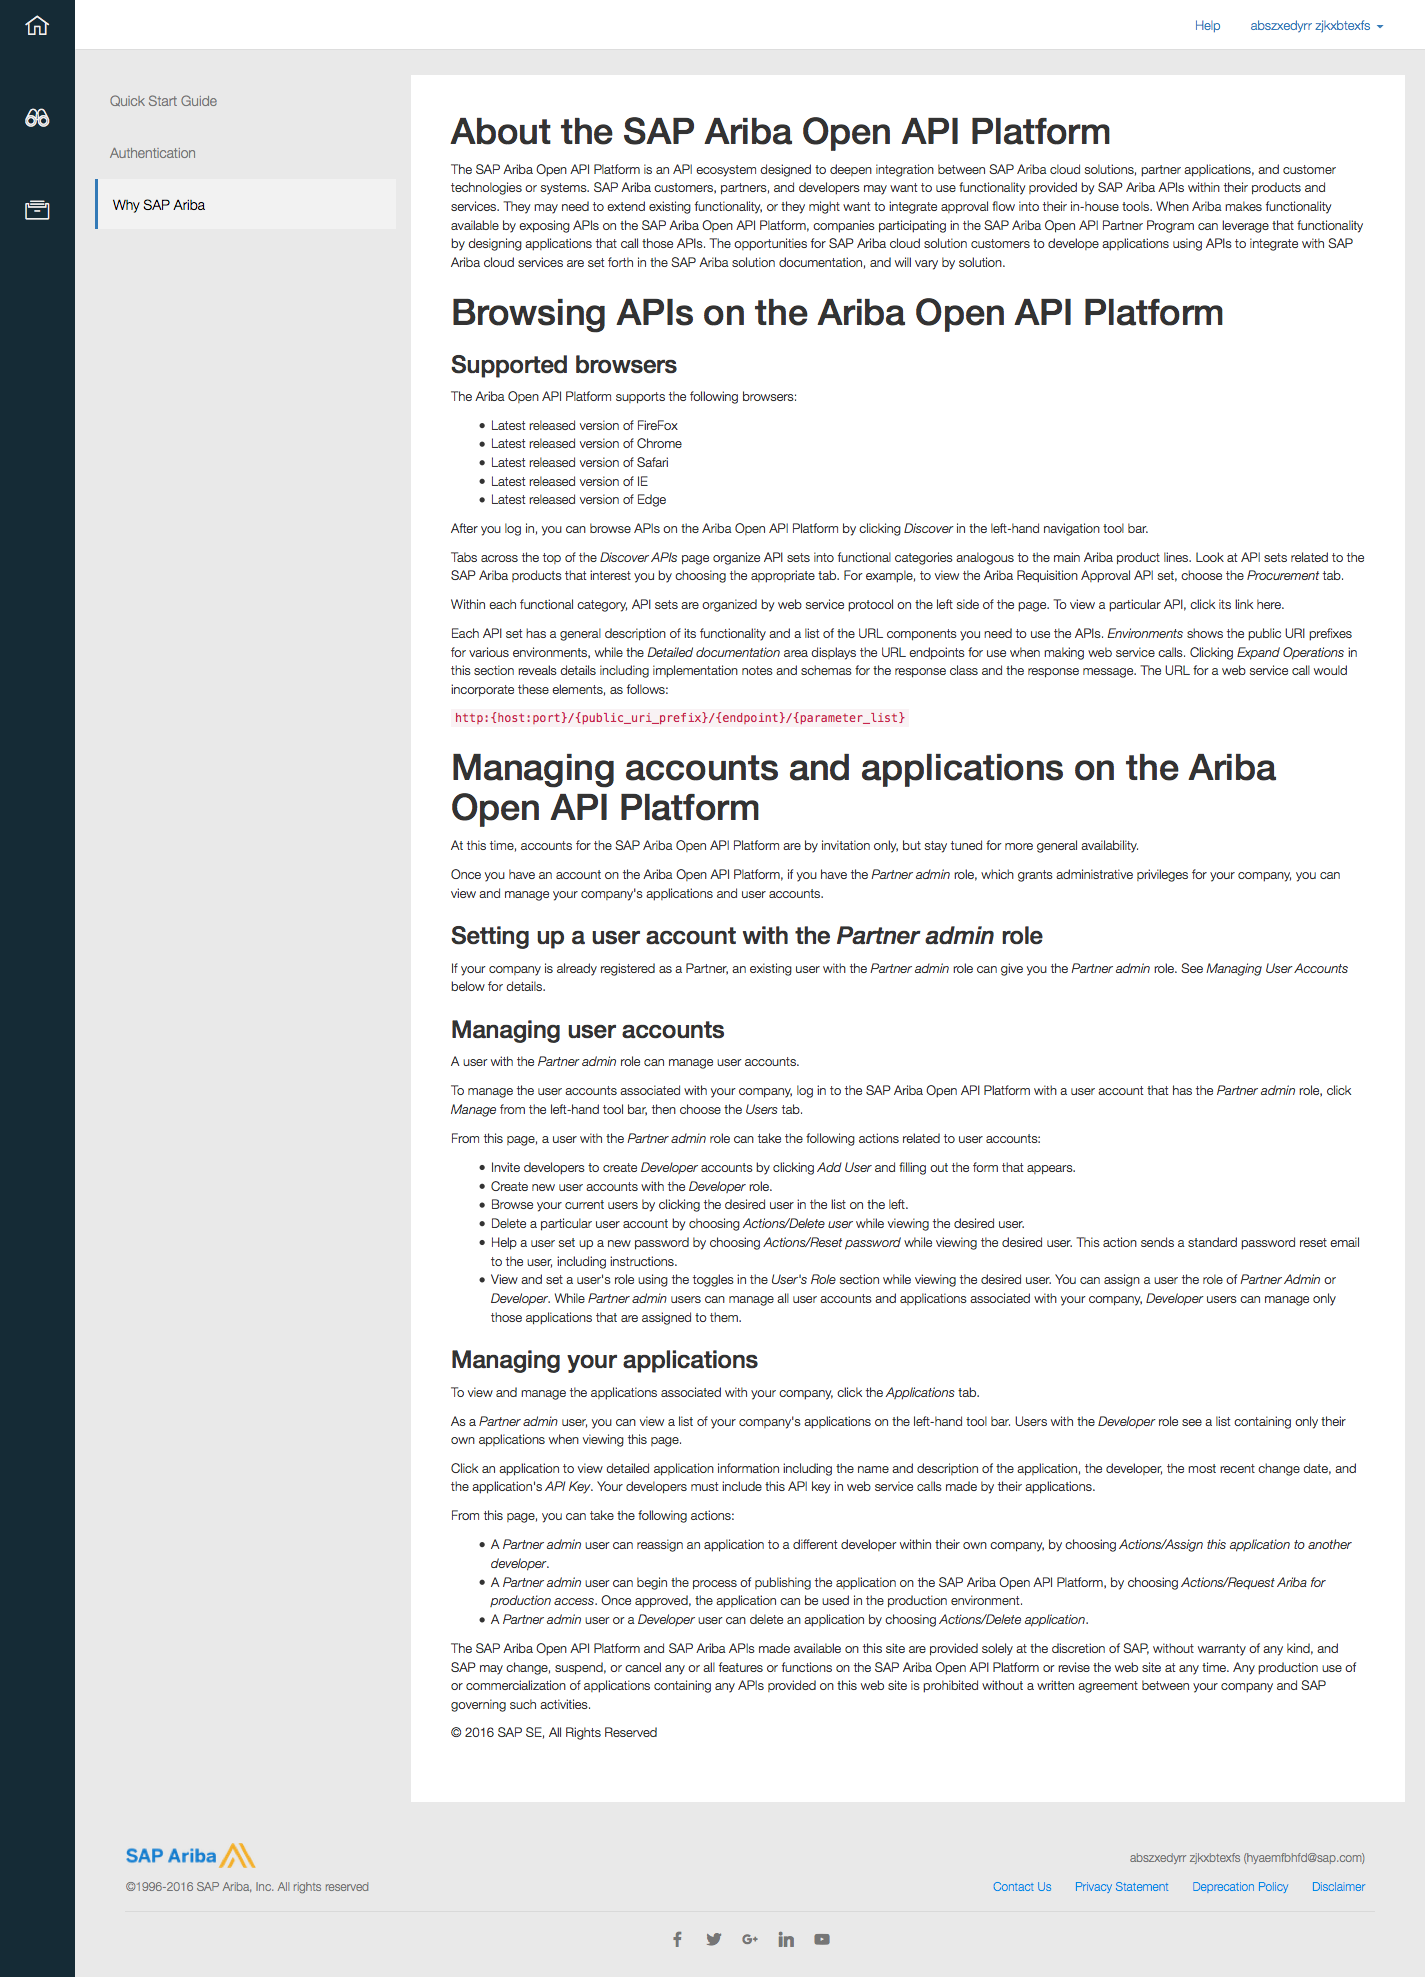 Help
abszxedyrr zjkxbtexfs
Quick Start Guide
Authentication
Why SAP Ariba
About the SAP Ariba Open API Platform
The SAP Ariba Open API Platform is an API ecosystem designed to deepen integration between SAP Ariba cloud solutions, partner applications, and customer
technologies or systems. SAP Ariba customers, partners, and developers may want to use functionality provided by SAP Ariba APIs within their products and
services. They may need to extend existing functionality, or they might want to integrate approval flow into their in-house tools. When Ariba makes functionality
available by exposing APIs on the SAP Ariba Open API Platform, companies participating in the SAP Ariba Open API Partner Program can leverage that functionality
by designing applications that call those APIs. The opportunities for SAP Ariba cloud solution customers to develope applications using APIs to integrate with SAP
Ariba cloud services are set forth in the SAP Ariba solution documentation, and will vary by solution.
Browsing APIs on the Ariba Open API Platform
Supported browsers
The Ariba Open API Platform supports the following browsers:
• Latest released version of FireFox
• Latest released version of Chrome
• Latest released version of Safari
• Latest released version of IE
• Latest released version of Edge
After you log in, you can browse APIs on the Ariba Open API Platform by clicking Discover in the left-hand navigation tool bar.
Tabs across the top of the Discover APIs page organize API sets into functional categories analogous to the main Ariba product lines. Look at API sets related to the
SAP Ariba products that interest you by choosing the appropriate tab. For example, to view the Ariba Requisition Approval API set, choose the Procurement tab.
Within each functional category, API sets are organized by web service protocol on the left side of the page. To view a particular API, click its link here.
Each API set has a general description of its functionality and a list of the URL components you need to use the APIs. Environments shows the public URI prefixes
for various environments, while the Detailed documentation area displays the URL endpoints for use when making web service calls. Clicking Expand Operations in
this section reveals details including implementation notes and schemas for the response class and the response message. The URL for a web service call would
incorporate these elements, as follows:
http:{host:port}/{public_uri_prefix}/{endpoint}/{parameter_list}
Managing accounts and applications on the Ariba
Open API Platform
At this time, accounts for the SAP Ariba Open API Platform are by invitation only, but stay tuned for more general availability.
Once you have an account on the Ariba Open API Platform, if you have the Partner admin role, which grants administrative privileges for your company, you can
view and manage your company's applications and user accounts.
Setting up a user account with the Partner admin role
If your company is already registered as a Partner, an existing user with the Partner admin role can give you the Partner admin role. See Managing User Accounts
below for details.
Managing user accounts
A user with the Partner admin role can manage user accounts.
To manage the user accounts associated with your company, log in to the SAP Ariba Open API Platform with a user account that has the Partner admin role, click
Manage from the left-hand tool bar, then choose the Users tab.
From this page, a user with the Partner admin role can take the following actions related to user accounts:
• Invite developers to create Developer accounts by clicking Add User and filling out the form that appears.
• Create new user accounts with the Developer role.
• Browse your current users by clicking the desired user in the list on the left.
• Delete a particular user account by choosing Actions/Delete user while viewing the desired user.
• Help a user set up a new password by choosing Actions/Reset password while viewing the desired user. This action sends a standard password reset email
to the user, including instructions.
• View and set a user's role using the toggles in the User's Role section while viewing the desired user. You can assign a user the role of Partner Admin or
Developer. While Partner admin users can manage all user accounts and applications associated with your company, Developer users can manage only
those applications that are assigned to them.
Managing your applications
To view and manage the applications associated with your company, click the Applications tab.
As a Partner admin user, you can view a list of your company's applications on the left-hand tool bar. Users with the Developer role see a list containing only their
own applications when viewing this page.
Click an application to view detailed application information including the name and description of the application, the developer, the most recent change date, and
the application's API Key. Your developers must include this API key in web service calls made by their applications.
From this page, you can take the following actions:
• A Partner admin user can reassign an application to a different developer within their own company, by choosing Actions/Assign this application to another
developer.
• A Partner admin user can begin the process of publishing the application on the SAP Ariba Open API Platform, by choosing Actions/Request Ariba for
production access. Once approved, the application can be used in the production environment.
• A Partner admin user or a Developer user can delete an application by choosing Actions/Delete application.
The SAP Ariba Open API Platform and SAP Ariba APIs made available on this site are provided solely at the discretion of SAP, without warranty of any kind, and
SAP may change, suspend, or cancel any or all features or functions on the SAP Ariba Open API Platform or revise the web site at any time. Any production use of
or commercialization of applications containing any APIs provided on this web site is prohibited without a written agreement between your company and SAP
governing such activities.
© 2016 SAP SE, All Rights Reserved
SAP Ariba
abszxedyrr zjkxbtexfs (hyaemfbhfd@sap.com)
©1996-2016 SAP Ariba, Inc. All rights reserved
Contact Us Privacy Statement Deprecation Policy Disclaimer